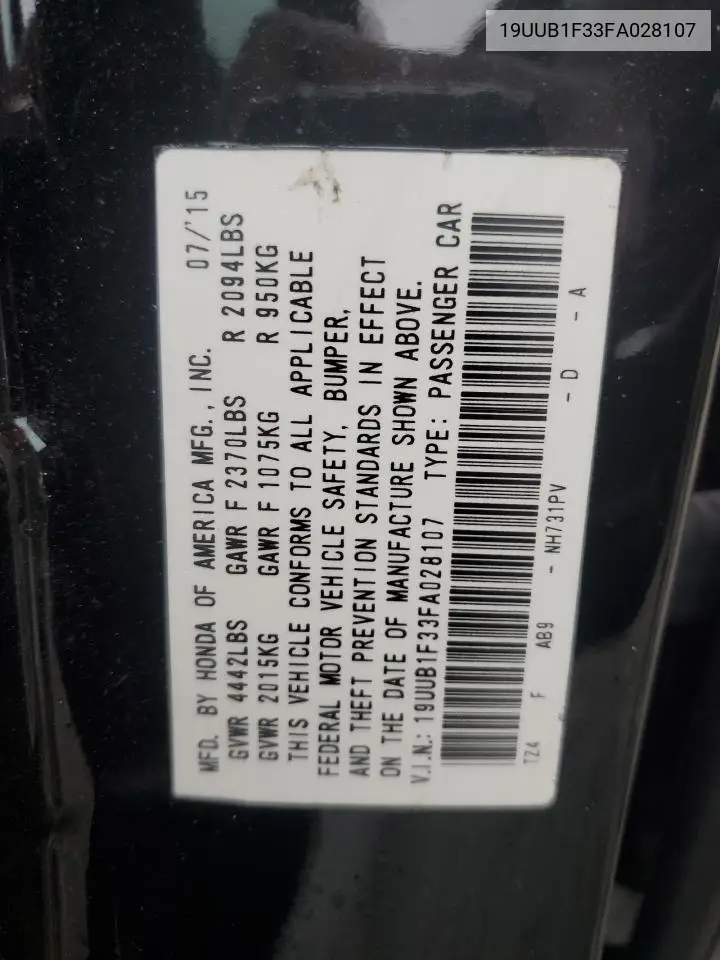 19UUB1F33FA028107
MFD. BY HONDA OF AMERICA MFG., INC. 07/'15
GVWR 4442LBS GAWR F 2370LBS R 2094LBS
GVWR 2015KG GAWR F 1075KG R 950KG
THIS VEHICLE CONFORMS TO ALL APPLICABLE
FEDERAL MOTOR VEHICLE SAFETY, BUMPER,
AND THEFT PREVENTION STANDARDS IN EFFECT
ON THE DATE OF MANUFACTURE SHOWN ABOVE.
V.I.N.: 19UUB1F33FA028107 TYPE: PASSENGER CAR
TZ4 F AB9 - NH731PV - D - A